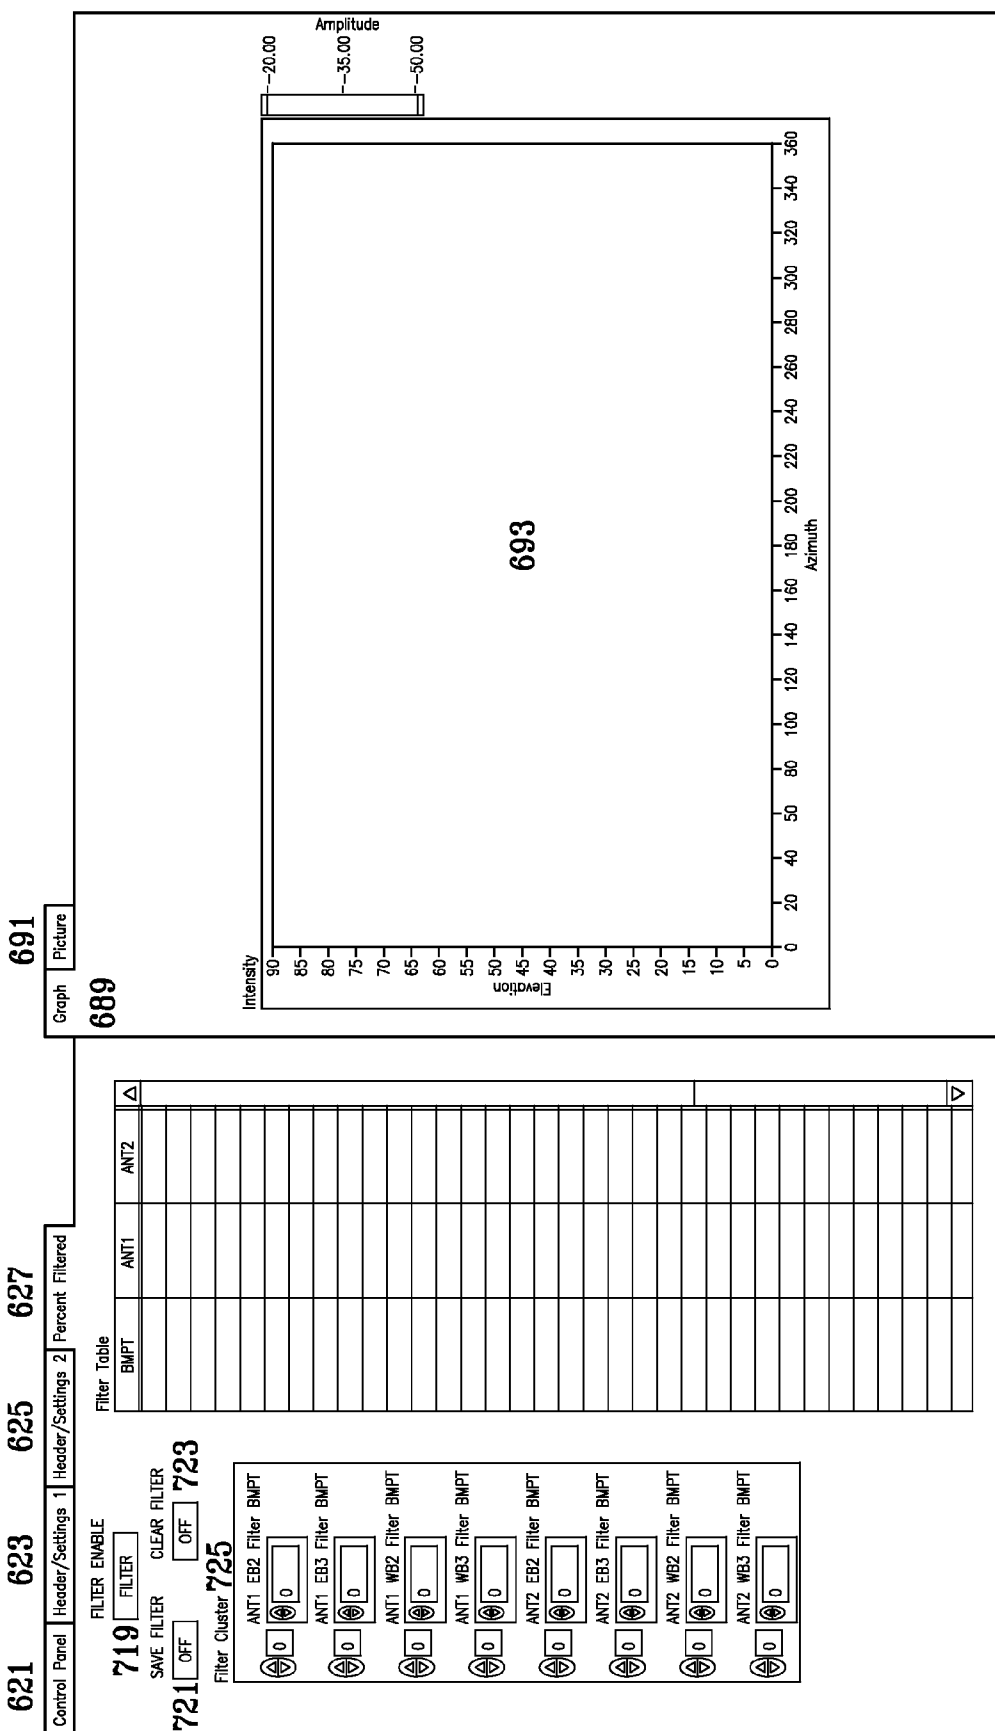 621 623 625 627 691
Control Panel Header/Settings 1 Header/Settings 2 Percent Filtered Graph Picture
689
FILTER ENABLE
719 FILTER
SAVE FILTER CLEAR FILTER
721 OFF OFF 723
Filter Cluster 725
ANT1 EB2 Filter BMPT
0 0
ANT1 EB3 Filter BMPT
0 0
ANT1 WB2 Filter BMPT
0 0
ANT1 WB3 Filter BMPT
0 0
ANT2 EB2 Filter BMPT
0 0
ANT2 EB3 Filter BMPT
0 0
ANT2 WB2 Filter BMPT
0 0
ANT2 WB3 Filter BMPT
0 0
Filter Table
BMPT ANT1 ANT2
Intensity
90
85
80
75
70
65
60
55
50
45
40
35
30
25
20
15
10
5
0
Elevation
693
0 20 40 50 80 100 120 140 160 180 200 220 240 260 280 300 320 340 360
Azimuth
-20.00
-35.00
-50.00
Amplitude